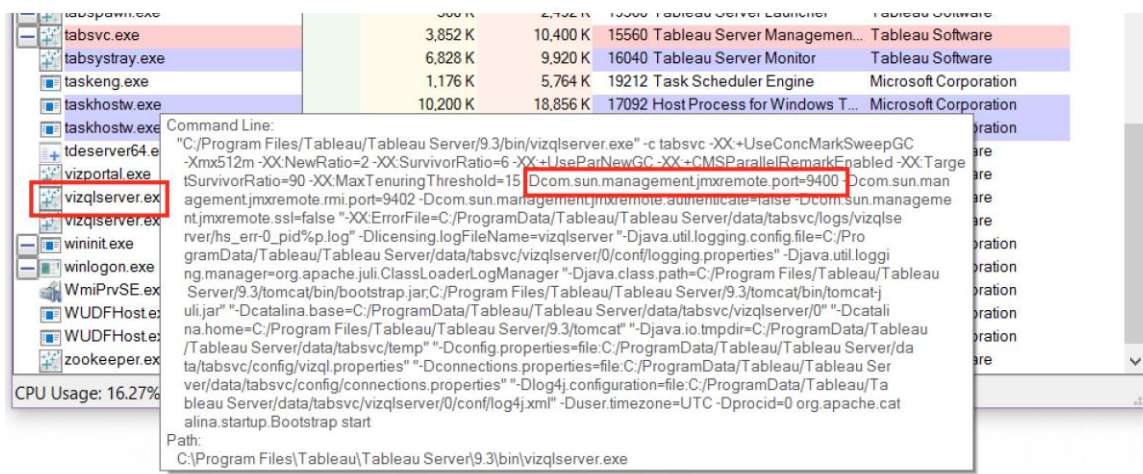 tabsvc.exe 3,852 K 10,400 K 15560 Tableau Server Managemen... Tableau Software
tabsystray.exe 6,828 K 9,920 K 16040 Tableau Server Monitor Tableau Software
taskeng.exe 1,176 K 5,764 K 19212 Task Scheduler Engine Microsoft Corporation
taskhostw.exe 10,200 K 18,856 K 17092 Host Process for Windows T... Microsoft Corporation
taskhostw.exe
tdeserver64.e
vizportal.exe
vizqlserver.ex
vizqlserver.ex
wininit.exe
winlogon.exe
WmiPrvSE.ex
WUDFHost.e
WUDFHost.e
zookeeper.ex
CPU Usage: 16.27%
Command Line:
"C:/Program Files/Tableau/Tableau Server/9.3/bin/vizqlserver.exe" -c tabsvc -XX:+UseConcMarkSweepGC
-Xmx512m -XX:NewRatio=2 -XX:SurvivorRatio=6 -XX:+UseParNewGC -XX:+CMSParallelRemarkEnabled -XX:Targe
tSurvivorRatio=90 -XX:MaxTenuringThreshold=15 -Dcom.sun.management.jmxremote.port=9400 -Dcom.sun.man
agement.jmxremote.rmi.port=9402 -Dcom.sun.management.jmxremote.authenticate=false -Dcom.sun.manageme
nt.jmxremote.ssl=false "-XX:ErrorFile=C:/ProgramData/Tableau/Tableau Server/data/tabsvc/logs/vizqlse
rver/hs_err-0_pid%p.log" -Dlicensing.logFileName=vizqlserver "-Djava.util.logging.config.file=C:/Pro
gramData/Tableau/Tableau Server/data/tabsvc/vizqlserver/0/conf/logging.properties" -Djava.util.loggi
ng.manager=org.apache.juli.ClassLoaderLogManager "-Djava.class.path=C:/Program Files/Tableau/Tableau
Server/9.3/tomcat/bin/bootstrap.jar;C:/Program Files/Tableau/Tableau Server/9.3/tomcat/bin/tomcat-j
uli.jar" "-Dcatalina.base=C:/ProgramData/Tableau/Tableau Server/data/tabsvc/vizqlserver/0" "-Dcatali
na.home=C:/Program Files/Tableau/Tableau Server/9.3/tomcat" "-Djava.io.tmpdir=C:/ProgramData/Tableau
/Tableau Server/data/tabsvc/temp" "-Dconfig.properties=file:C:/ProgramData/Tableau/Tableau Server/da
ta/tabsvc/config/vizql.properties" "-Dconnections.properties=file:C:/ProgramData/Tableau/Tableau Ser
ver/data/tabsvc/config/connections.properties" "-Dlog4j.configuration=file:C:/ProgramData/Tableau/Ta
bleau Server/data/tabsvc/vizqlserver/0/conf/log4j.xml" -Duser.timezone=UTC -Dprocid=0 org.apache.cat
alina.startup.Bootstrap start
Path:
C:\Program Files\Tableau\Tableau Server\9.3\bin\vizqlserver.exe